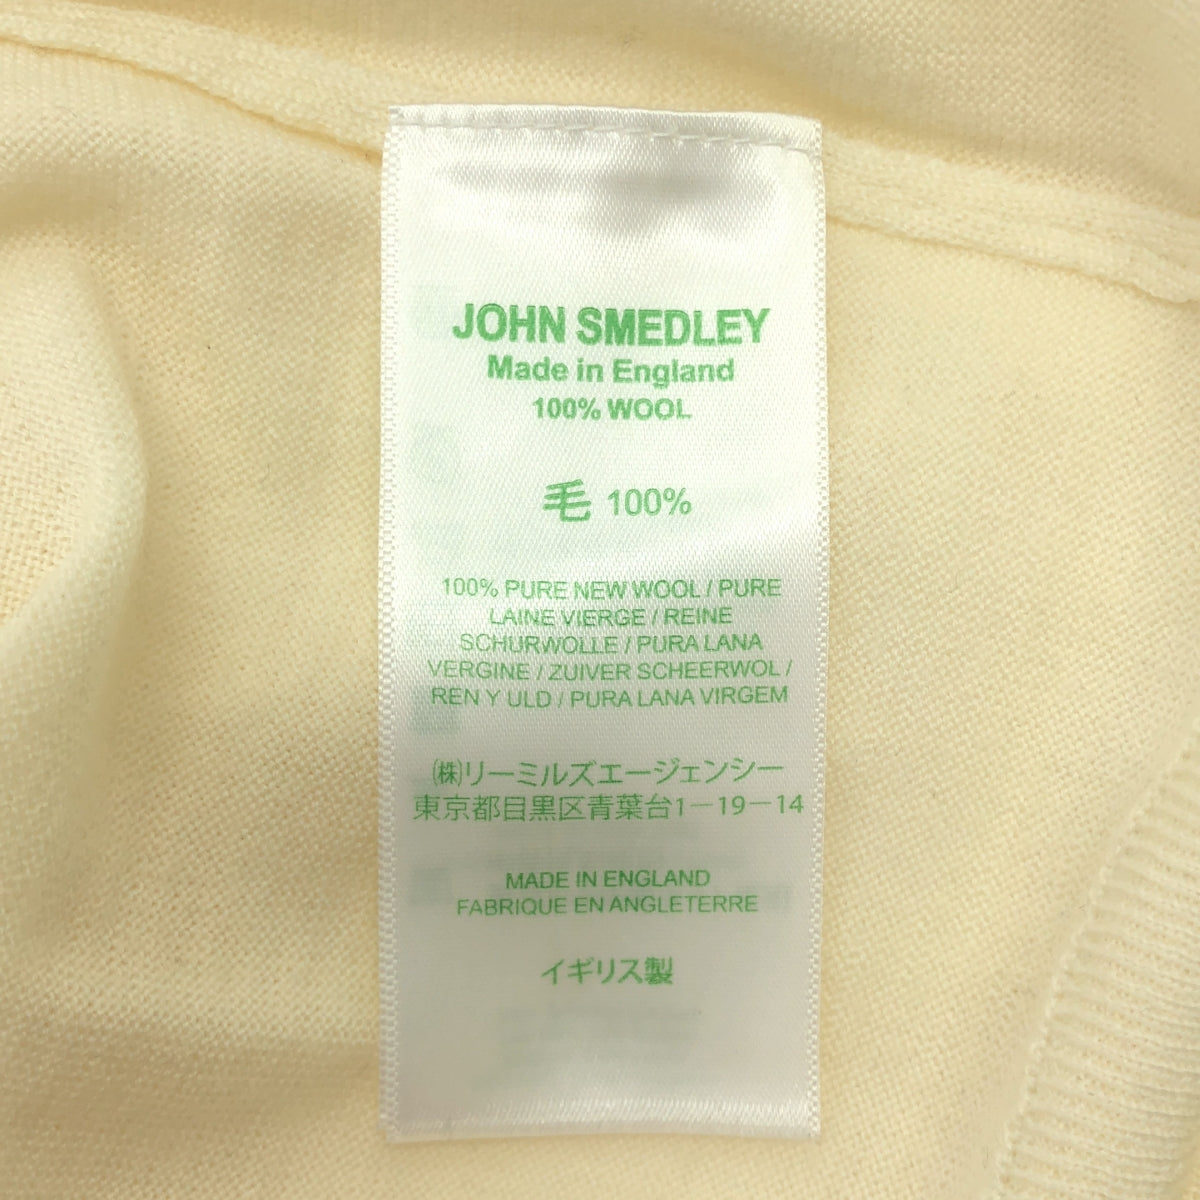 JOHN SMEDLEY
Made in England
100% WOOL
毛 100%
100% PURE NEW WOOL / PURE
LAINE VIERGE / REINE
SCHURWOLLE / PURA LANA
VERGINE / ZUIVER SCHEERWOL /
REN Y ULD / PURA LANA VIRGEM
㈱リーミルズエージェンシー
東京都目黒区青葉台1－19－14
MADE IN ENGLAND
FABRIQUE EN ANGLETERRE
イギリス製